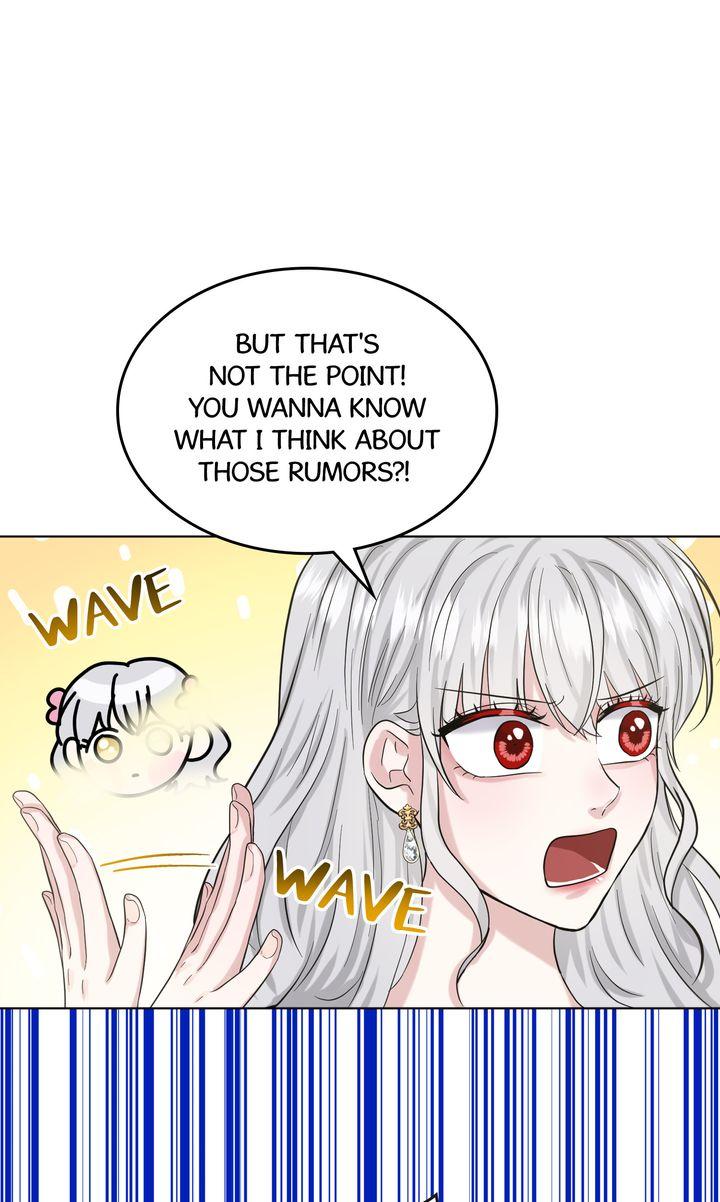 BUT THAT'S
NOT THE POINT!
YOU WANNA KNOW
WHAT I THINK ABOUT
THOSE RUMORS?!
WAVE
WAVE